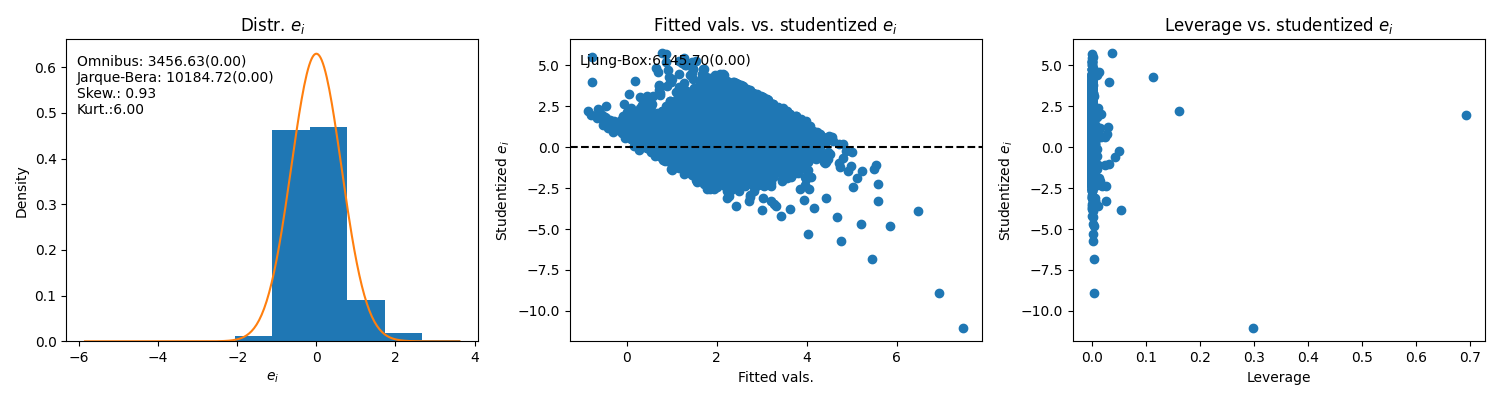 Distr. e_i
Omnibus: 3456.63(0.00)
Jarque-Bera: 10184.72(0.00)
Skew.: 0.93
Kurt.:6.00
Density
0.6
0.5
0.4
0.3
0.2
0.1
0.0
−6 −4 −2 0 2 4
e_i
Fitted vals. vs. studentized e_i
Ljung-Box:6145.70(0.00)
Studentized e_i
5.0
2.5
0.0
−2.5
−5.0
−7.5
−10.0
0 2 4 6
Fitted vals.
Leverage vs. studentized e_i
Studentized e_i
5.0
2.5
0.0
−2.5
−5.0
−7.5
−10.0
0.0 0.1 0.2 0.3 0.4 0.5 0.6 0.7
Leverage